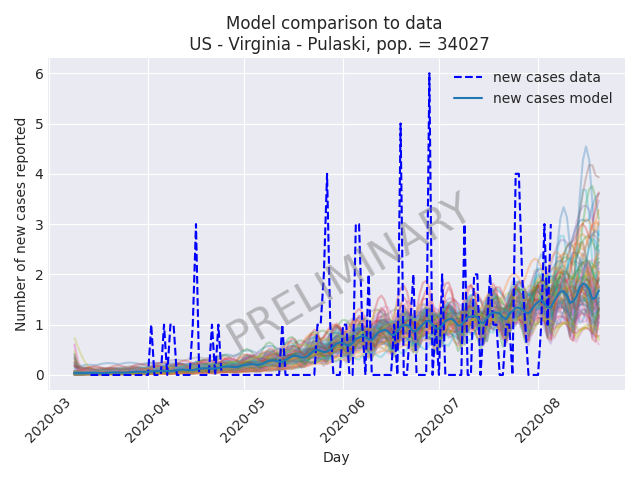 Model comparison to data
US - Virginia - Pulaski, pop. = 34027
new cases data
new cases model
Number of new cases reported
6
5
4
3
2
1
0
PRELIMINARY
2020-03
2020-04
2020-05
2020-06
2020-07
2020-08
Day